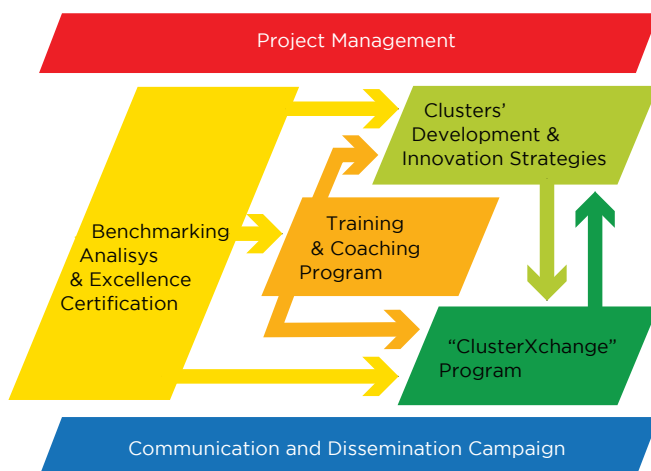 Project Management
Clusters'
Development &
Innovation Strategies
Benchmarking
Analisys
& Excellence
Certification
Training
& Coaching
Program
“ClusterXchange”
Program
Communication and Dissemination Campaign